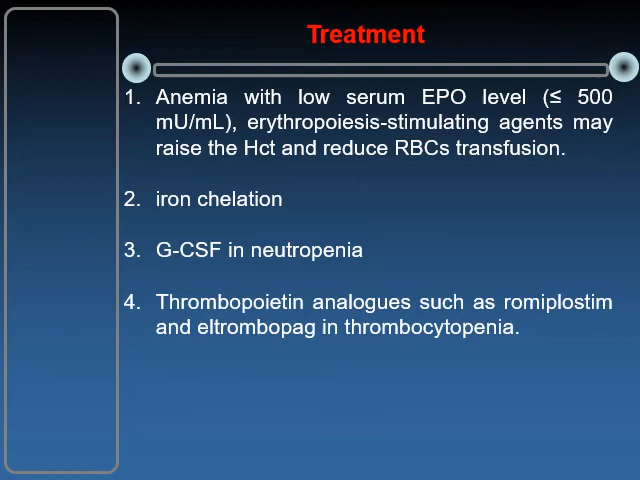 Treatment
1. Anemia with low serum EPO level (≤ 500
mU/mL), erythropoiesis-stimulating agents may
raise the Hct and reduce RBCs transfusion.
2. iron chelation
3. G-CSF in neutropenia
4. Thrombopoietin analogues such as romiplostim
and eltrombopag in thrombocytopenia.